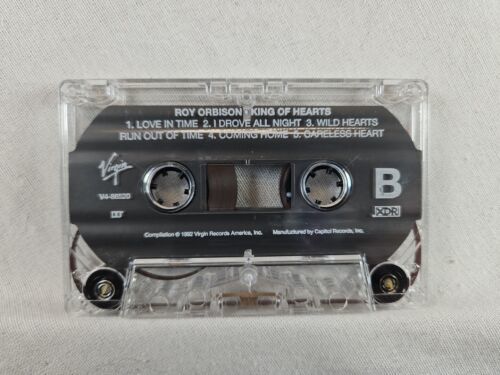 ROY ORBISON • KING OF HEARTS
1. LOVE IN TIME 2. I DROVE ALL NIGHT 3. WILD HEARTS
RUN OUT OF TIME 4. COMING HOME 5. CARELESS HEART
Virgin
V4-86520
B
XDR
Compilation ℗ 1992 Virgin Records America, Inc. Manufactured by Capitol Records, Inc.